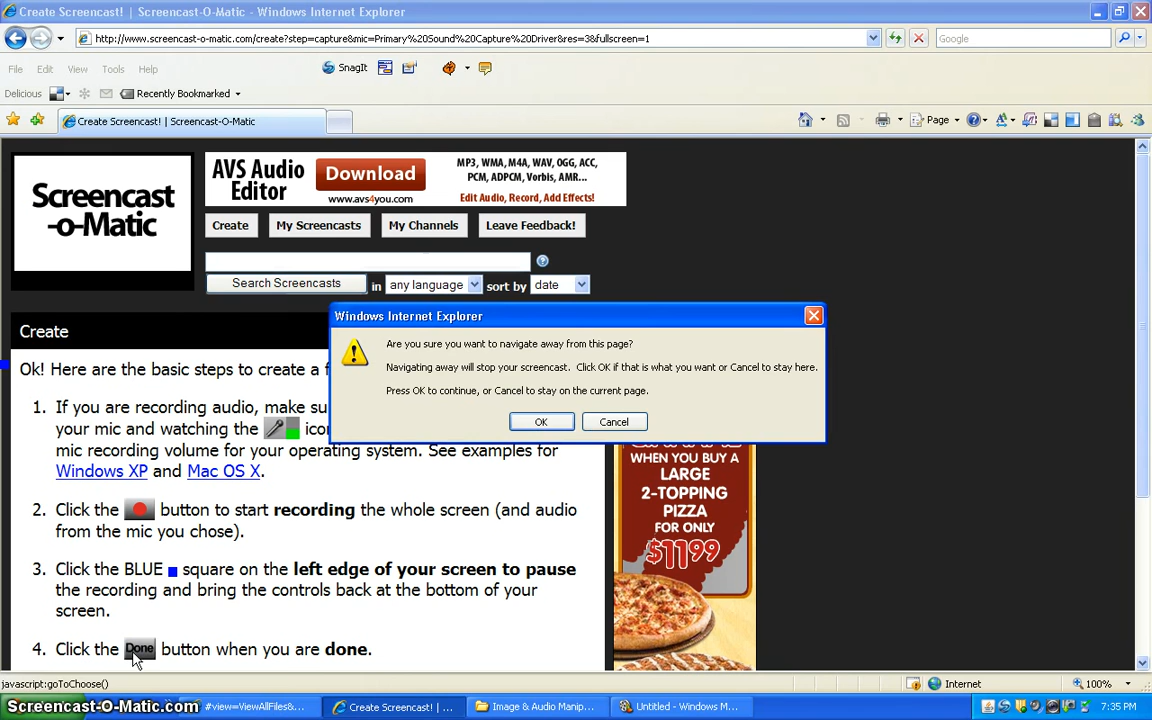 Create Screencast! | Screencast-O-Matic - Windows Internet Explorer
http://www.screencast-o-matic.com/create?step=capture&mic=Primary%20Sound%20Capture%20Driver&res=3&fullscreen=1
Google
File Edit View Tools Help
SnagIt
Delicious
Recently Bookmarked
Create Screencast! | Screencast-O-Matic
Page
Screencast
-o-Matic
AVS Audio
Editor
Download
www.avs4you.com
MP3, WMA, M4A, WAV, OGG, ACC,
PCM, ADPCM, Vorbis, AMR...
Edit Audio, Record, Add Effects!
Create My Screencasts My Channels Leave Feedback!
Search Screencasts in any language sort by date
Create
Windows Internet Explorer
Are you sure you want to navigate away from this page?
Navigating away will stop your screencast. Click OK if that is what you want or Cancel to stay here.
Press OK to continue, or Cancel to stay on the current page.
OK Cancel
Ok! Here are the basic steps to create a f
1. If you are recording audio, make su
your mic and watching the ico
mic recording volume for your operating system. See examples for
Windows XP and Mac OS X.
2. Click the button to start recording the whole screen (and audio
from the mic you chose).
3. Click the BLUE square on the left edge of your screen to pause
the recording and bring the controls back at the bottom of your
screen.
4. Click the Done button when you are done.
WHEN YOU BUY A
LARGE
2-TOPPING
PIZZA
FOR ONLY
$11.99
javascript:goToChoose()
Internet
100%
Screencast-O-Matic.com
#view=ViewAllFiles&...
Create Screencast! | ...
Image & Audio Manip...
Untitled - Windows M...
7:35 PM